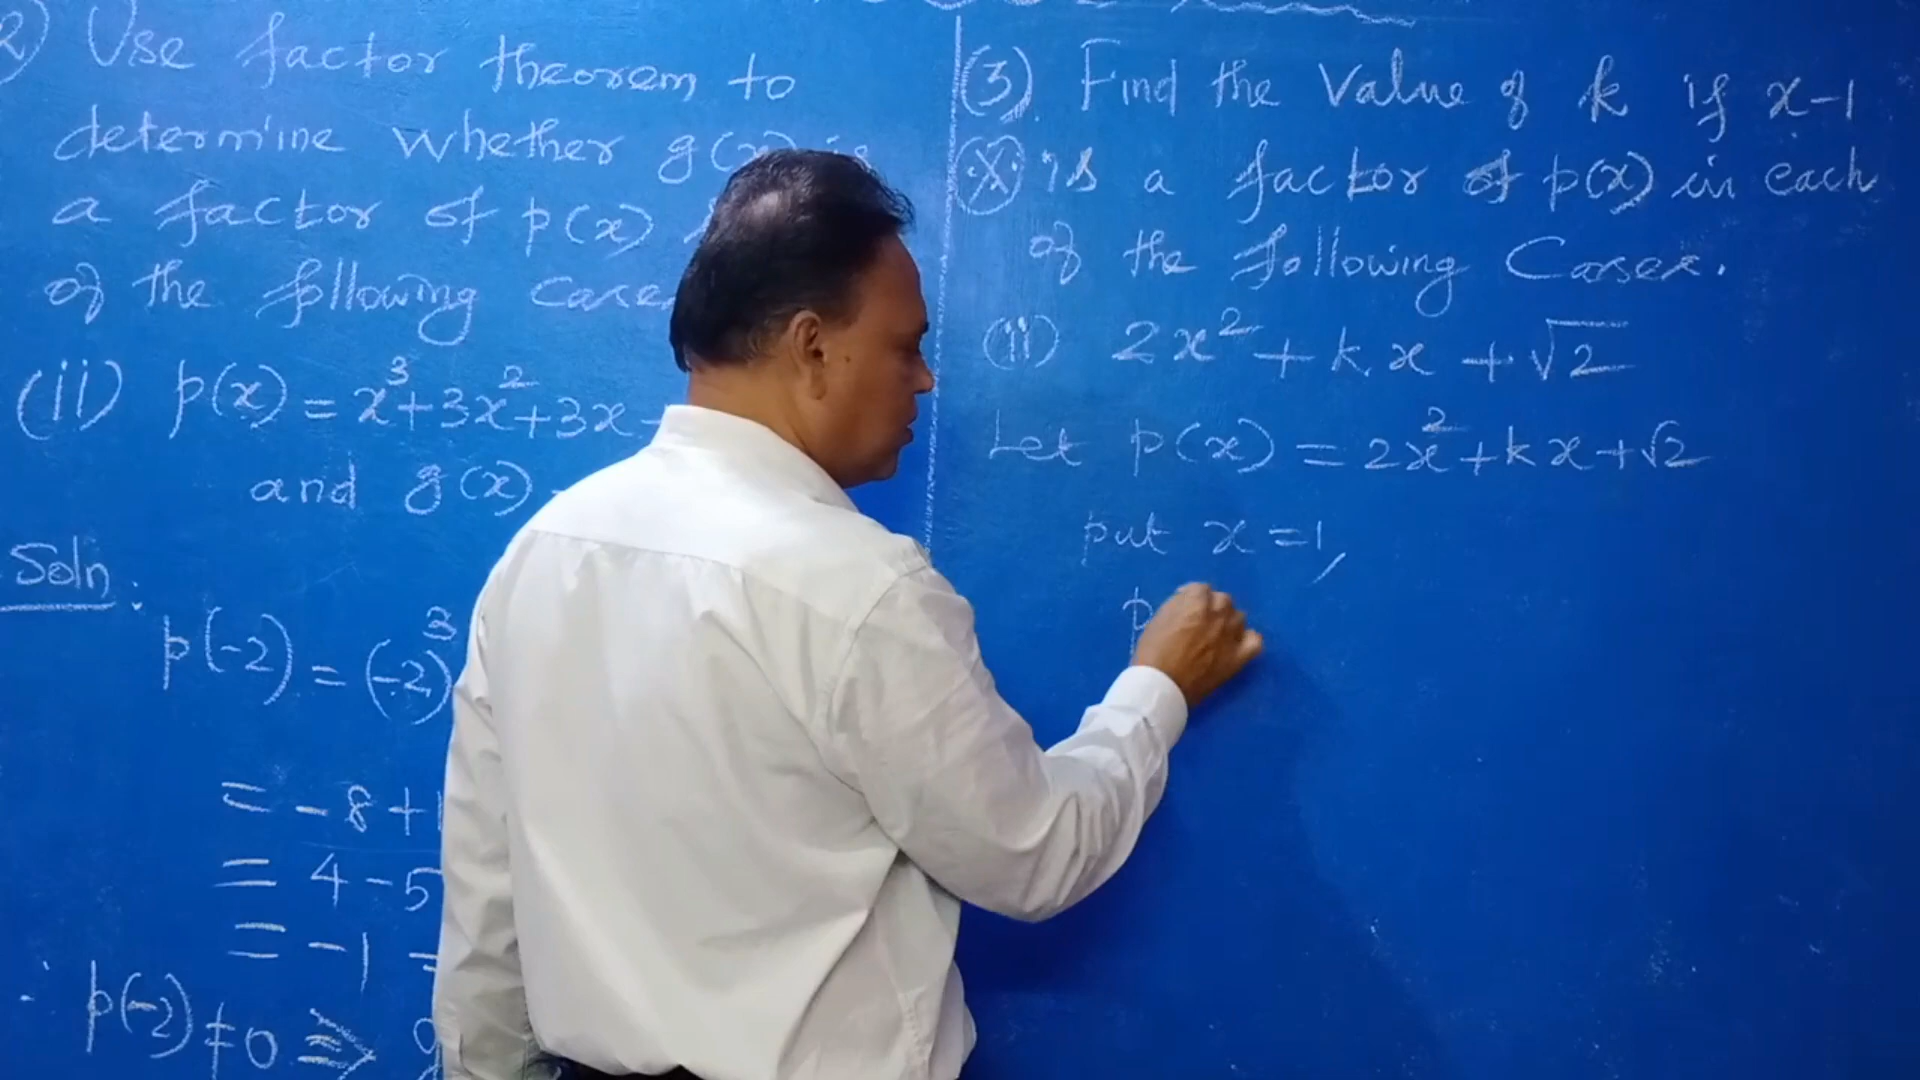 2) Use factor theorem to
determine whether g(x) is
a factor of p(x)
of the following cases
(ii) p(x) = x³+3x²+3x
and g(x)
Soln:
p(-2) = (-2)³
= -8+1
= 4-5
= -1 =
∴ p(-2) ≠ 0 ⇒ g
(3). Find the value of k if x-1
(X) is a factor of p(x) in each
of the following Cases.
(ii) 2x² + kx + √2
Let p(x) = 2x²+kx+√2
put x = 1,
p